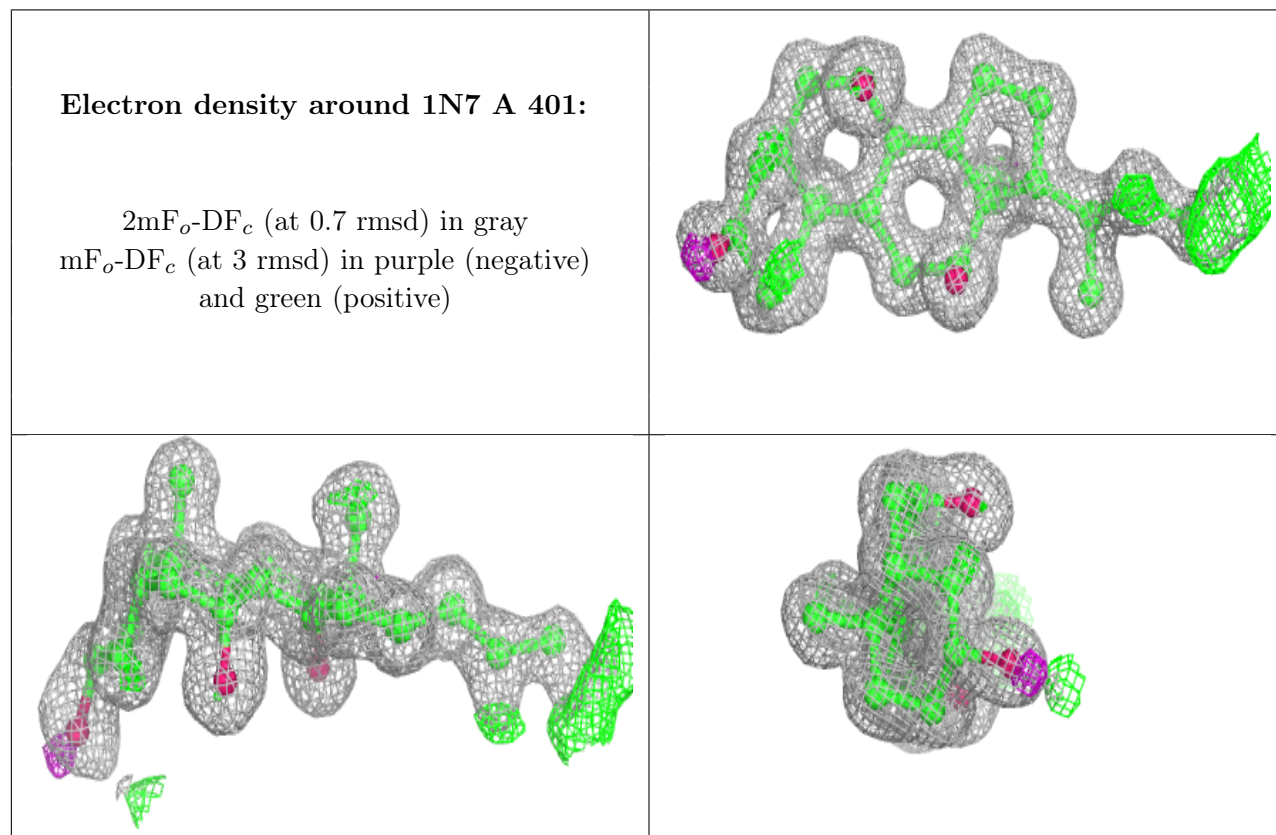 Electron density around 1N7 A 401:
2mFo-DFc (at 0.7 rmsd) in gray
mFo-DFc (at 3 rmsd) in purple (negative)
and green (positive)